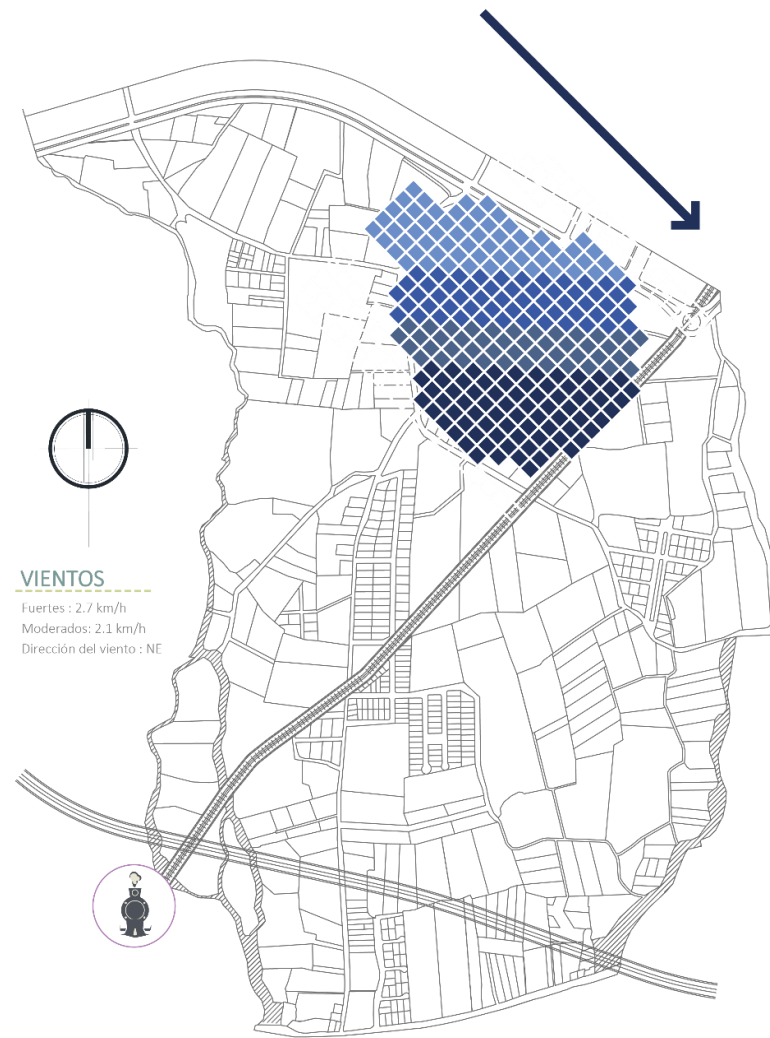 VIENTOS
Fuertes : 2.7 km/h
Moderados: 2.1 km/h
Dirección del viento : NE